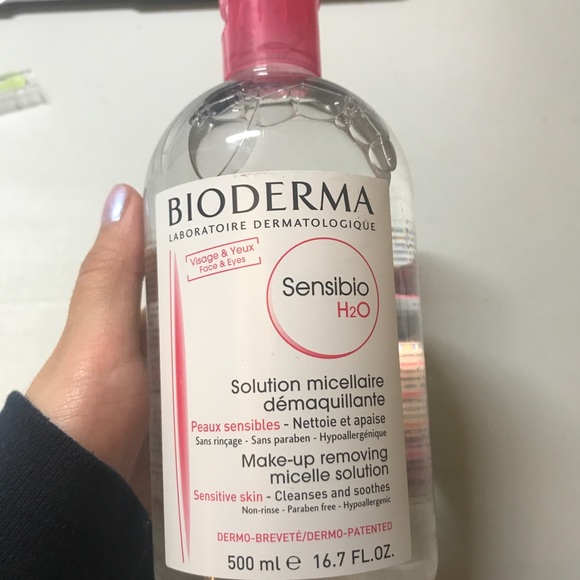 BIODERMA
LABORATOIRE DERMATOLOGIQUE
Visage & Yeux
Face & Eyes
Sensibio
H2O
Solution micellaire
démaquillante
Peaux sensibles - Nettoie et apaise
Sans rinçage - Sans paraben - Hypoallergénique
Make-up removing
micelle solution
Sensitive skin - Cleanses and soothes
Non-rinse - Paraben free - Hypoallergenic
DERMO-BREVETÉ/DERMO-PATENTED
500 ml e 16.7 FL.OZ.